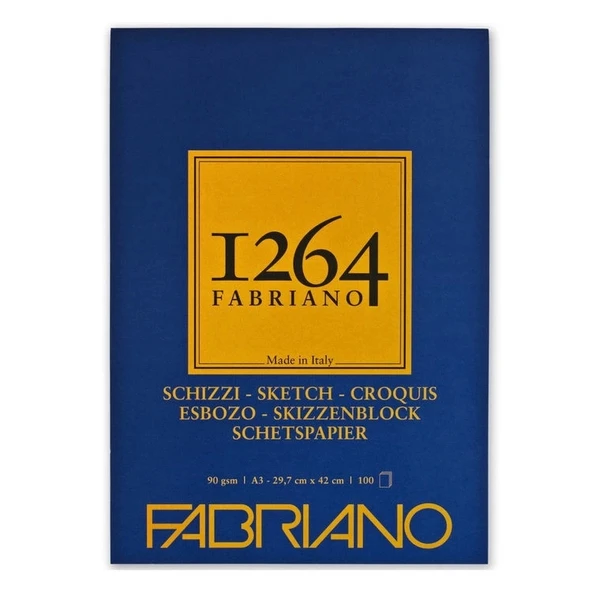 1264
FABRIANO
Made in Italy
SCHIZZI - SKETCH - CROQUIS
ESBOZO - SKIZZENBLOCK
SCHETSPAPIER
90 gsm | A3 - 29,7 cm x 42 cm | 100
FABRIANO